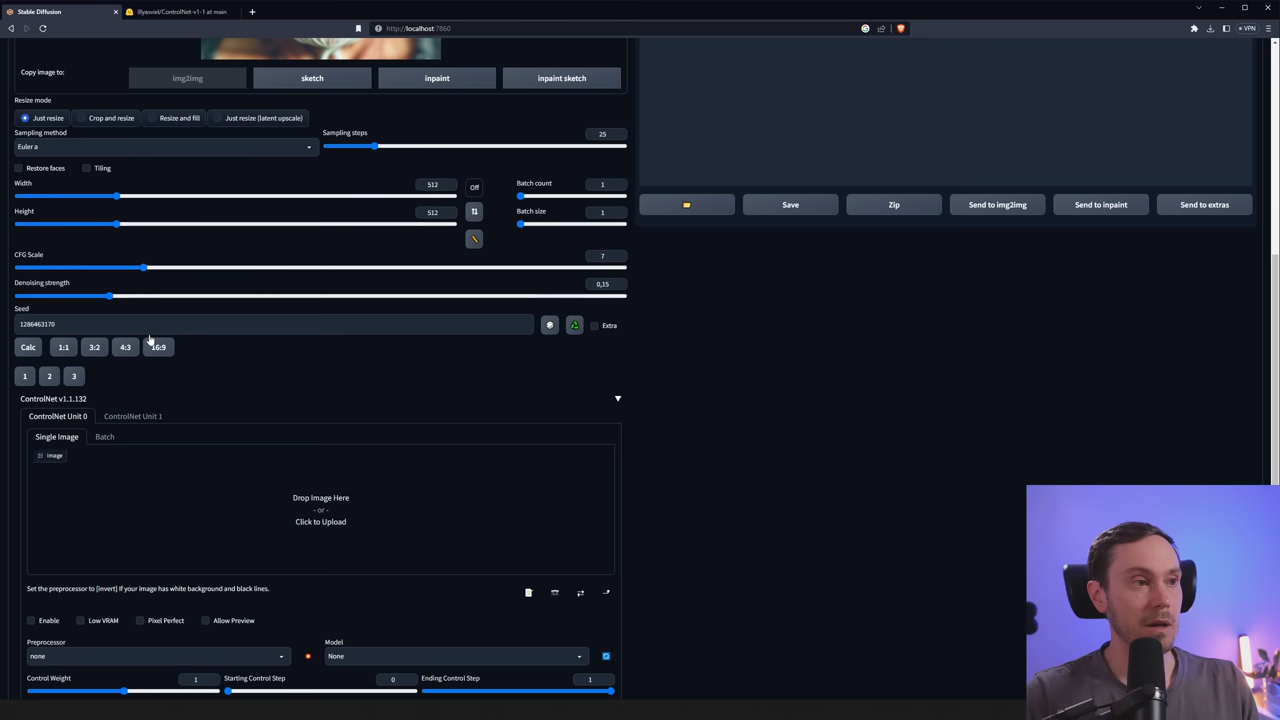 Stable Diffusion
lllyasviel/ControlNet-v1-1 at main
http://localhost:7860
VPN
Copy image to:
img2img
sketch
inpaint
inpaint sketch
Resize mode
Just resize
Crop and resize
Resize and fill
Just resize (latent upscale)
Sampling method
Sampling steps
25
Euler a
Restore faces
Tiling
Width
512
Off
Batch count
1
Height
512
Batch size
1
Save
Zip
Send to img2img
Send to inpaint
Send to extras
CFG Scale
7
Denoising strength
0,15
Seed
1286463170
Extra
Calc
1:1
3:2
4:3
16:9
1
2
3
ControlNet v1.1.132
ControlNet Unit 0
ControlNet Unit 1
Single Image
Batch
Image
Drop Image Here
- or -
Click to Upload
Set the preprocessor to [invert] If your image has white background and black lines.
Enable
Low VRAM
Pixel Perfect
Allow Preview
Preprocessor
Model
none
None
Control Weight
1
Starting Control Step
0
Ending Control Step
1